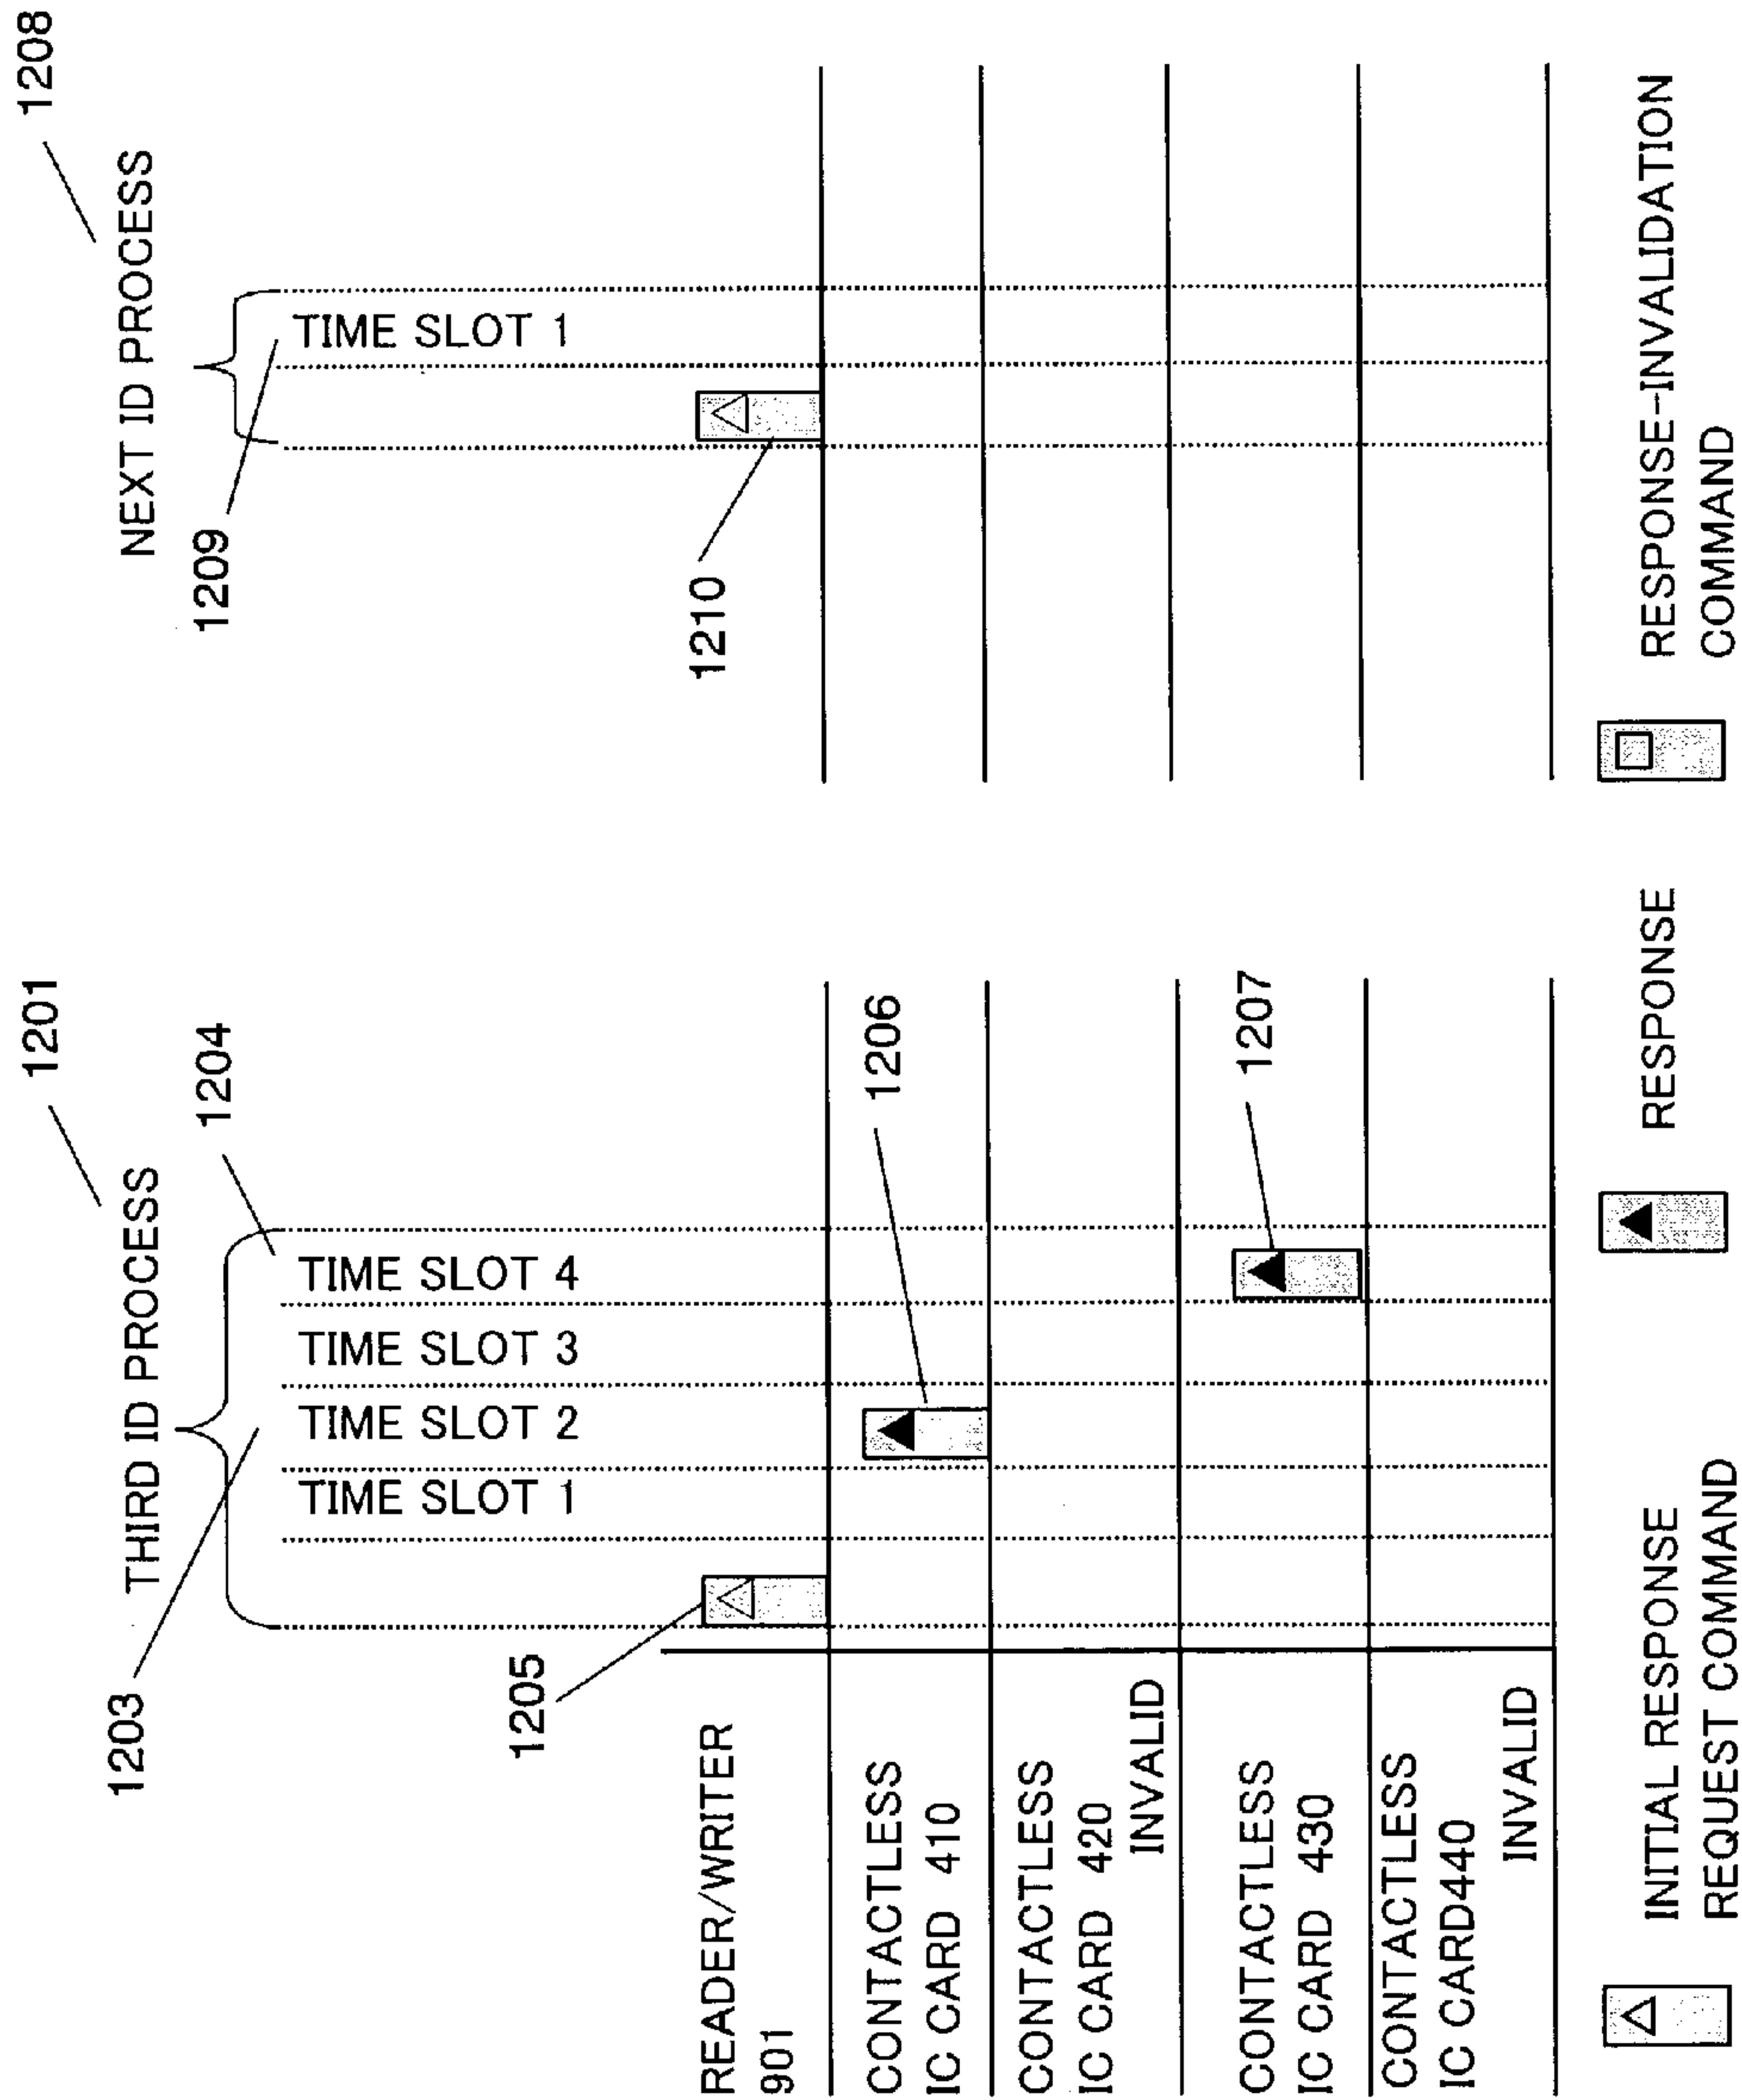 1201
1208
THIRD ID PROCESS
NEXT ID PROCESS
1203
1204
1209
TIME SLOT 1
TIME SLOT 2
TIME SLOT 3
TIME SLOT 4
TIME SLOT 1
1205
1210
READER/WRITER
901
CONTACTLESS
IC CARD 410
1206
CONTACTLESS
IC CARD 420
INVALID
CONTACTLESS
IC CARD 430
1207
CONTACTLESS
IC CARD440
INVALID
INITIAL RESPONSE
REQUEST COMMAND
RESPONSE
RESPONSE-INVALIDATION
COMMAND